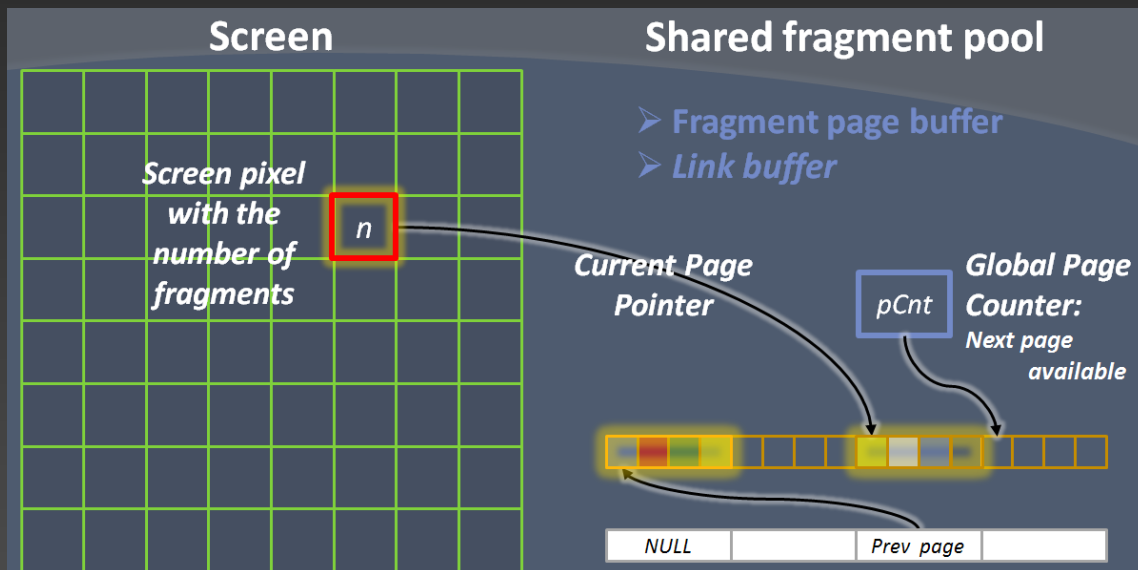 Screen
Shared fragment pool
➢ Fragment page buffer
➢ Link buffer
Screen pixel
with the
number of
fragments
n
Current Page
Pointer
pCnt
Global Page
Counter:
Next page
available
NULL
Prev page